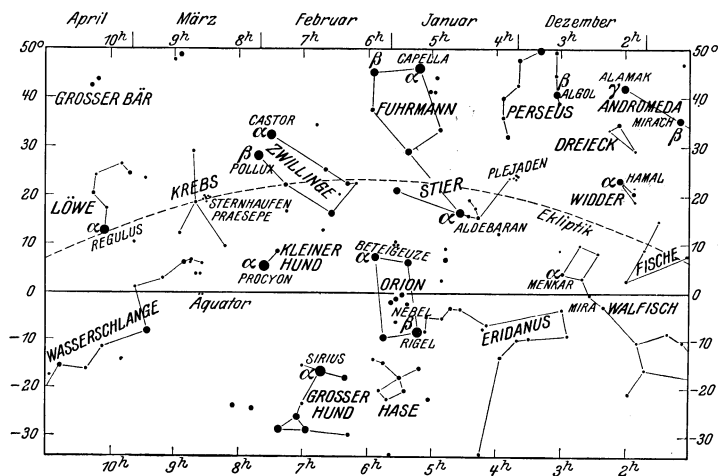 April März Februar Januar Dezember
10h 9h 8h 7h 6h 5h 4h 3h 2h
50° 50°
β CAPELLA β ALAMAK
α α ALGOL γ
GROSSER BÄR FUHRMANN PERSEUS ANDROMEDA
40 40
CASTOR MIRACH
α β
DREIECK
30 30
β ZWILLINGE
POLLUX PLEJADEN
HAMAL
α
KREBS STIER WIDDER
20 20
LÖWE STERNHAUFEN
PRAESEPE α
α ALDEBARAN Ekliptik
REGULUS
10 10
KLEINER BETEIGEUZE FISCHE
α HUND α
PROCYON ORION α
MENKAR
0 Äquator 0
NEBEL MIRA WALFISCH
WASSERSCHLANGE β ERIDANUS
RIGEL
-10 -10
SIRIUS
α
-20 GROSSER HASE -20
HUND
-30 -30
10h 9h 8h 7h 6h 5h 4h 3h 2h